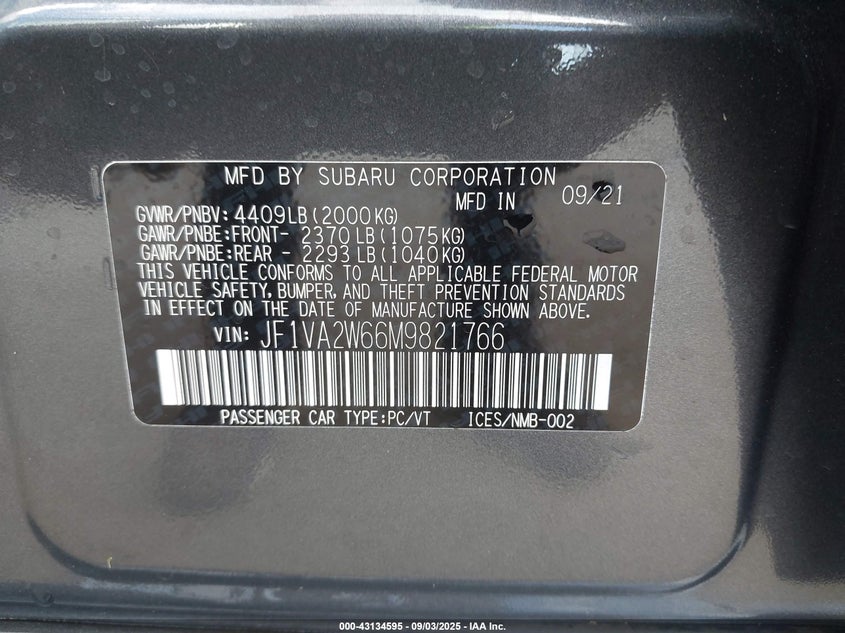 MFD BY SUBARU CORPORATION
MFD IN 09/21
GVWR/PNBV: 4409LB(2000KG)
GAWR/PNBE:FRONT- 2370LB(1075KG)
GAWR/PNBE:REAR - 2293LB(1040KG)
THIS VEHICLE CONFORMS TO ALL APPLICABLE FEDERAL MOTOR
VEHICLE SAFETY, BUMPER, AND THEFT PREVENTION STANDARDS
IN EFFECT ON THE DATE OF MANUFACTURE SHOWN ABOVE.
VIN: JF1VA2W66M9821766
PASSENGER CAR TYPE:PC/VT ICES/NMB-002
000-43134595 - 09/03/2025 - IAA Inc.